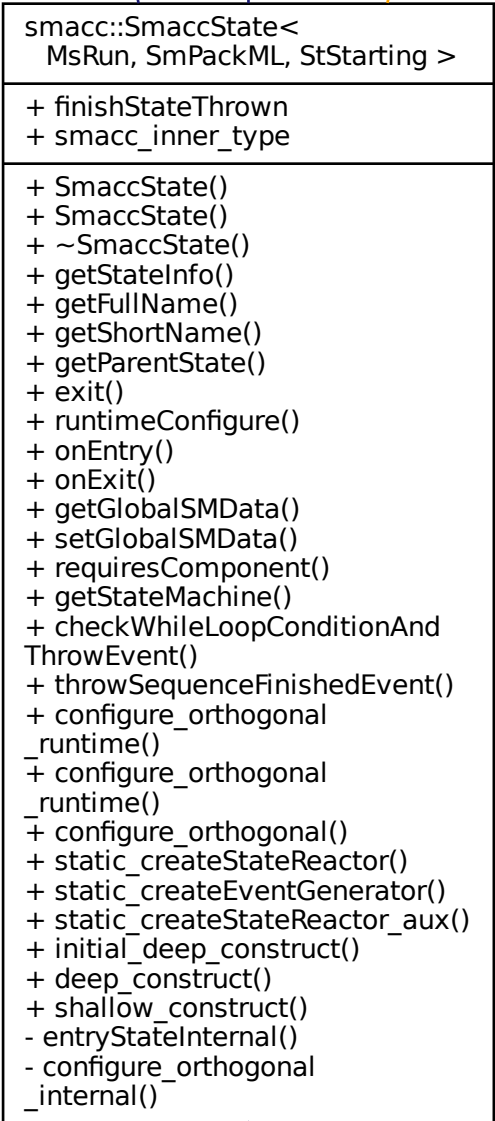 smacc::SmaccState<
MsRun, SmPackML, StStarting >
+ finishStateThrown
+ smacc_inner_type
+ SmaccState()
+ SmaccState()
+ ~SmaccState()
+ getStateInfo()
+ getFullName()
+ getShortName()
+ getParentState()
+ exit()
+ runtimeConfigure()
+ onEntry()
+ onExit()
+ getGlobalSMData()
+ setGlobalSMData()
+ requiresComponent()
+ getStateMachine()
+ checkWhileLoopConditionAnd
ThrowEvent()
+ throwSequenceFinishedEvent()
+ configure_orthogonal
_runtime()
+ configure_orthogonal
_runtime()
+ configure_orthogonal()
+ static_createStateReactor()
+ static_createEventGenerator()
+ static_createStateReactor_aux()
+ initial_deep_construct()
+ deep_construct()
+ shallow_construct()
- entryStateInternal()
- configure_orthogonal
_internal()